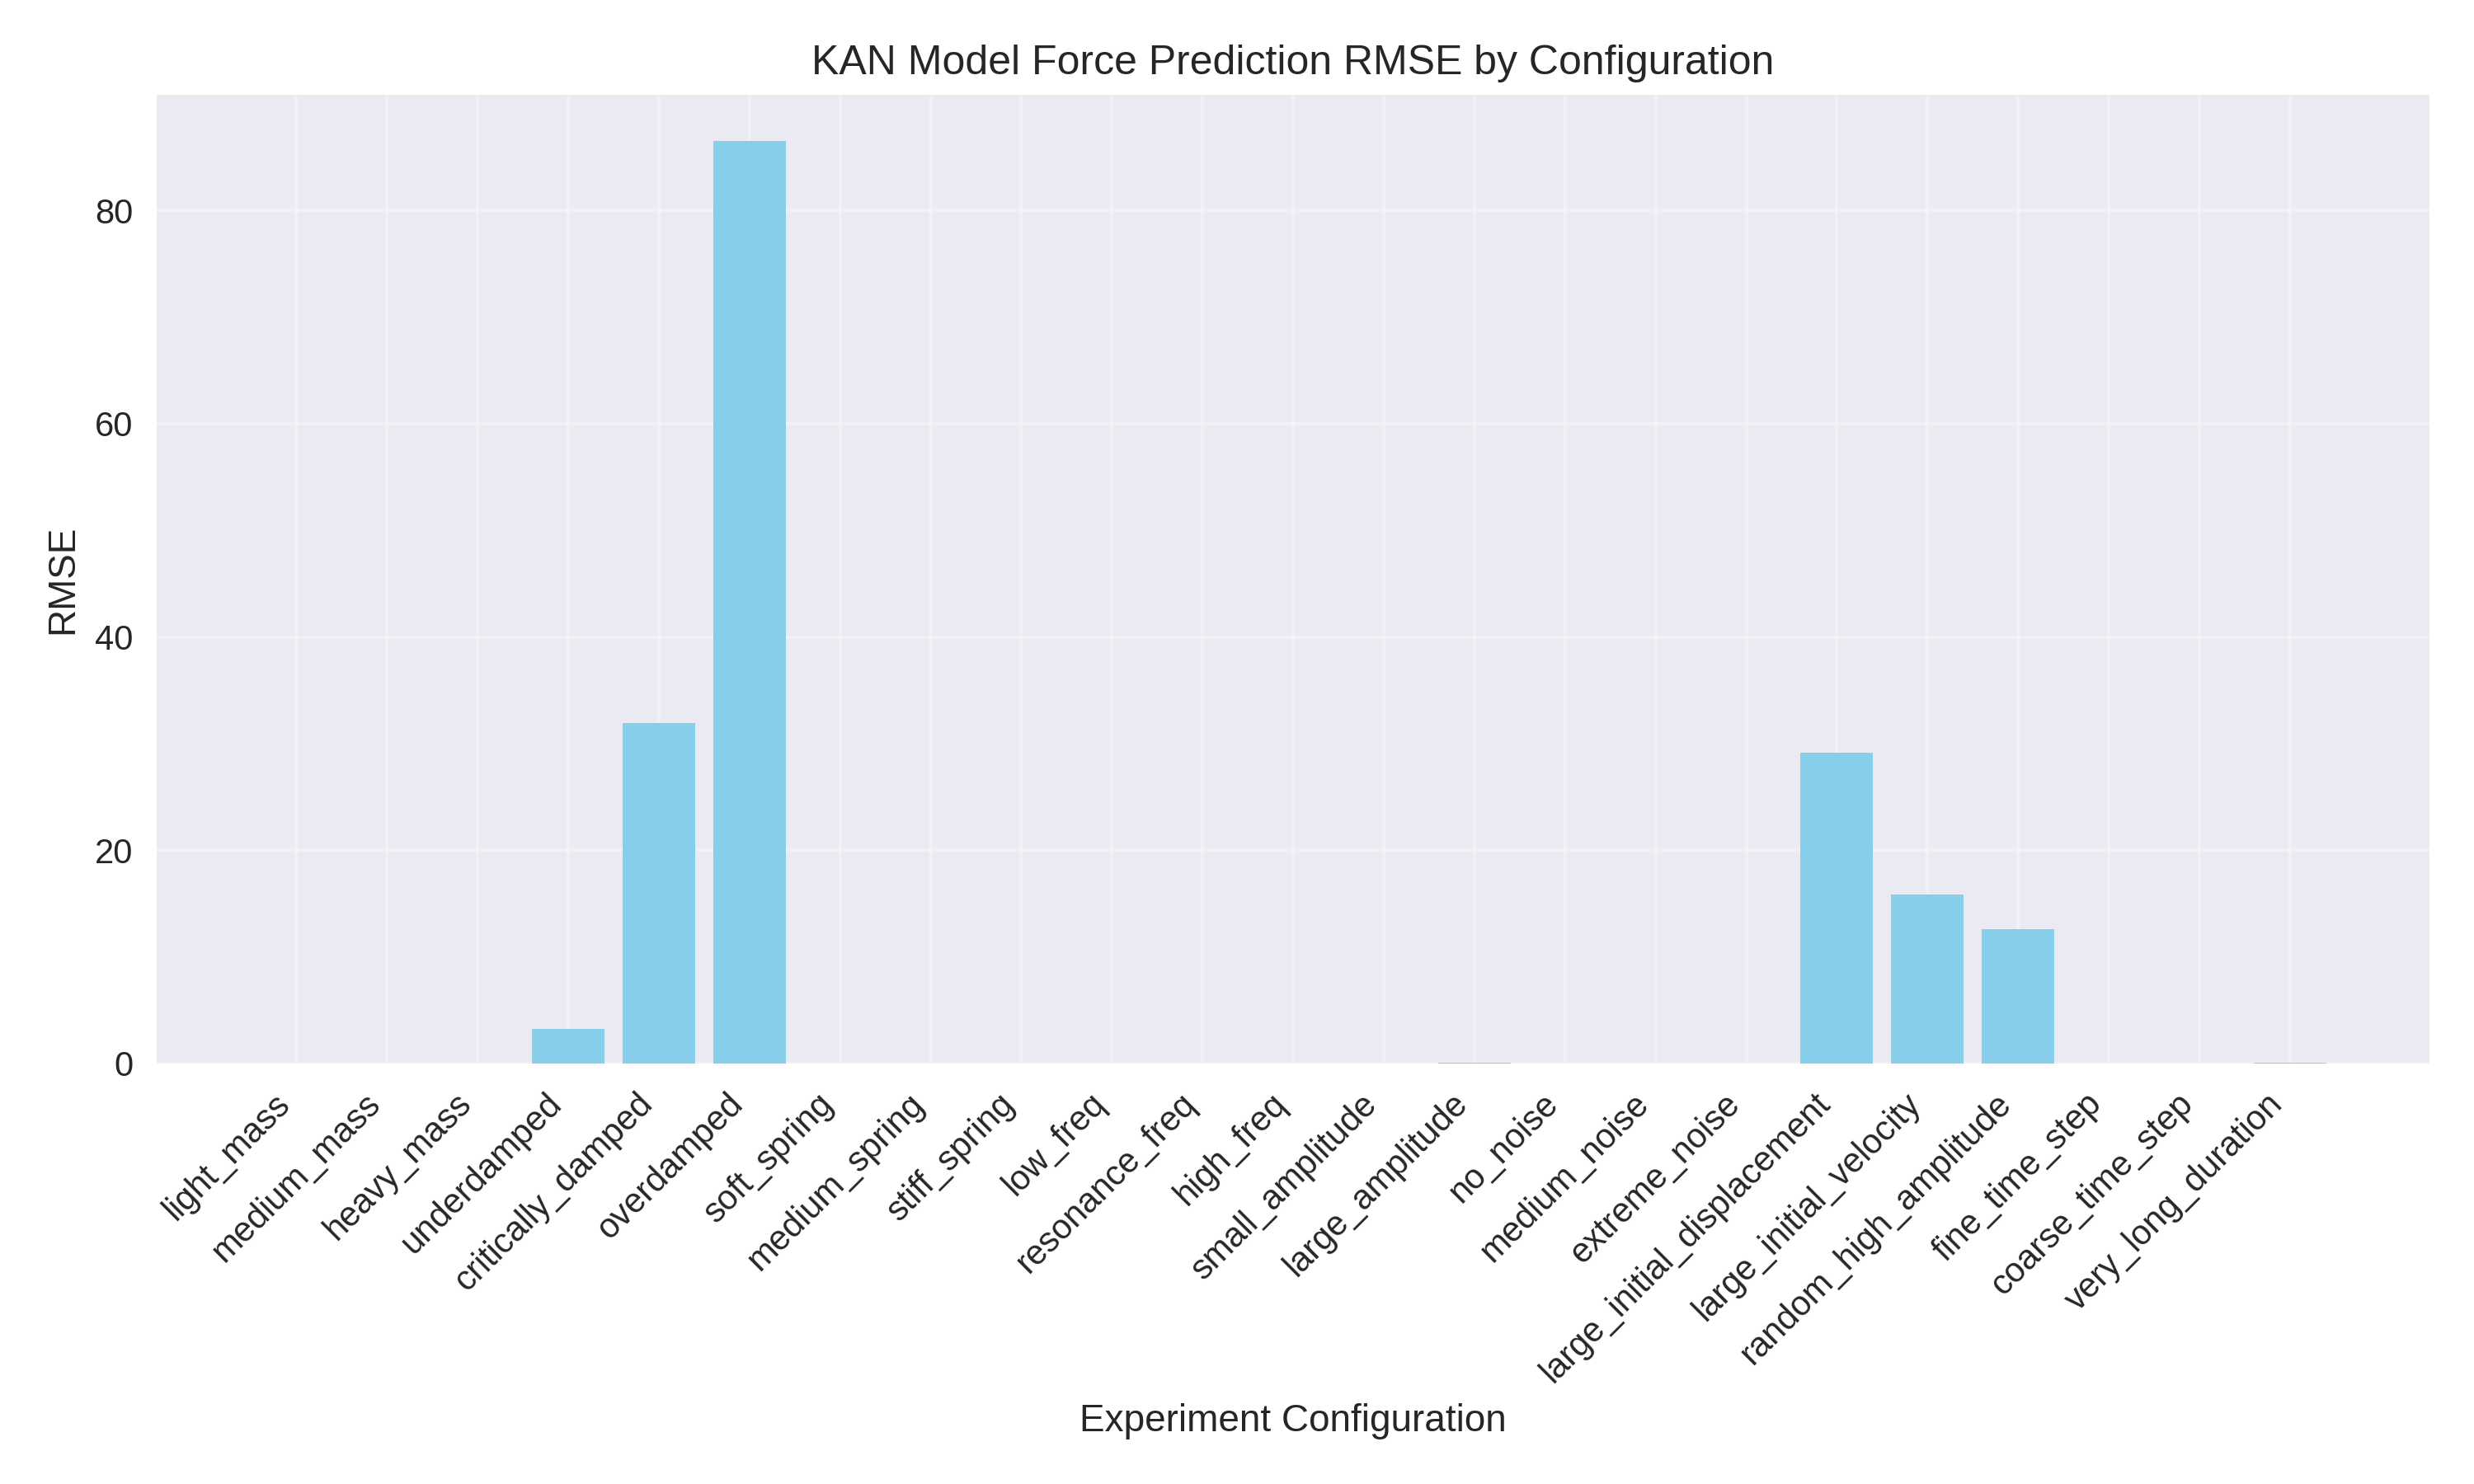 KAN Model Force Prediction RMSE by Configuration
RMSE
80
60
40
20
0
light_mass
medium_mass
heavy_mass
underdamped
critically_damped
overdamped
soft_spring
medium_spring
stiff_spring
low_freq
resonance_freq
high_freq
small_amplitude
large_amplitude
no_noise
medium_noise
extreme_noise
large_initial_displacement
large_initial_velocity
random_high_amplitude
fine_time_step
coarse_time_step
very_long_duration
Experiment Configuration